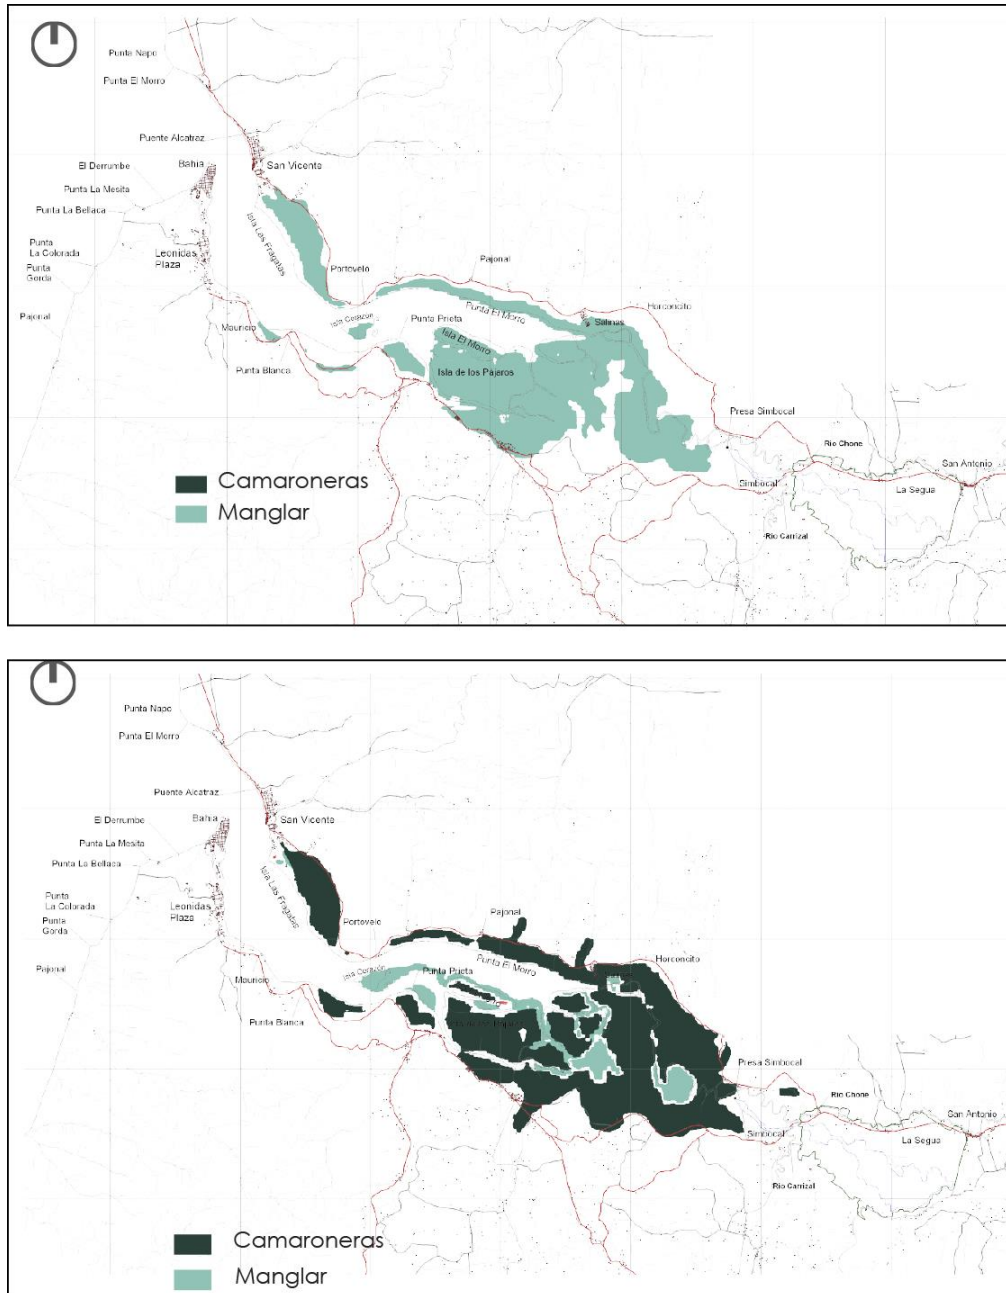 Punta Napo
Punta El Morro
Puente Alcatraz
Bahia
San Vicente
El Derrumbe
Punta La Mesita
Punta La Bellaca
Isla Las Fragatas
Punta
La Colorada
Leonidas
Plaza
Punta
Gorda
Portovelo
Pajonal
Pajonal
Horconcito
Punta El Morro
Isla Corazon
Punta Prieta
Salinas
Mauricio
Isla El Morro
Punta Blanca
Isla de los Pájaros
Presa Simbocal
Rio Chone
San Antonio
Camaroneras
Simbocal
La Segua
Manglar
Rio Carrizal
Punta Napo
Punta El Morro
Puente Alcatraz
Bahia
San Vicente
El Derrumbe
Punta La Mesita
Punta La Bellaca
Isla Las Fragatas
Punta
La Colorada
Leonidas
Plaza
Punta
Gorda
Portovelo
Pajonal
Pajonal
Horconcito
Punta El Morro
Isla Corazón
Punta Prieta
Mauricio
Punta Blanca
Presa Simbocal
Rio Chone
San Antonio
Simbocal
La Segua
Rio Carrizal
Camaroneras
Manglar